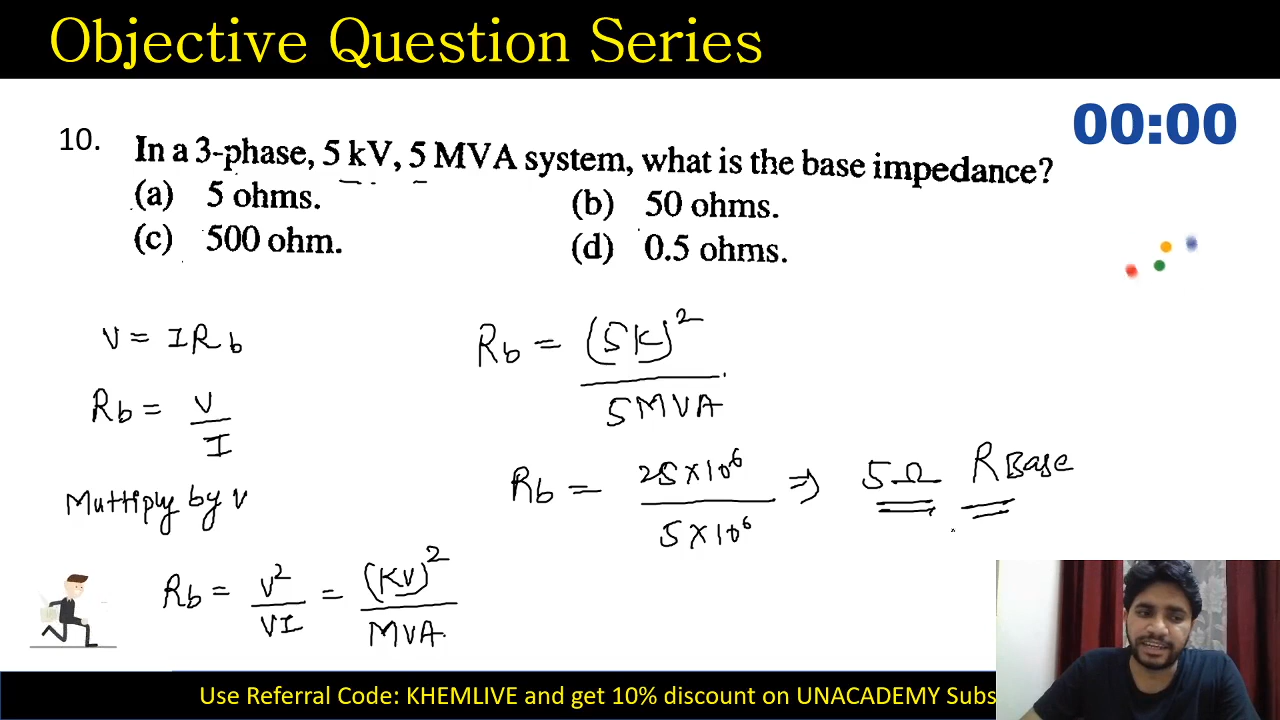 Objective Question Series
00:00
10. In a 3-phase, 5 kV, 5 MVA system, what is the base impedance?
(a) 5 ohms. (b) 50 ohms.
(c) 500 ohm. (d) 0.5 ohms.
V = IRb
Rb = V/I
Multiply by V
Rb = V²/VI = (KV)²/MVA
Rb = (5K)²/5MVA
Rb = 25×10⁶/5×10⁶ ⇒ 5Ω RBase
Use Referral Code: KHEMLIVE and get 10% discount on UNACADEMY Subs